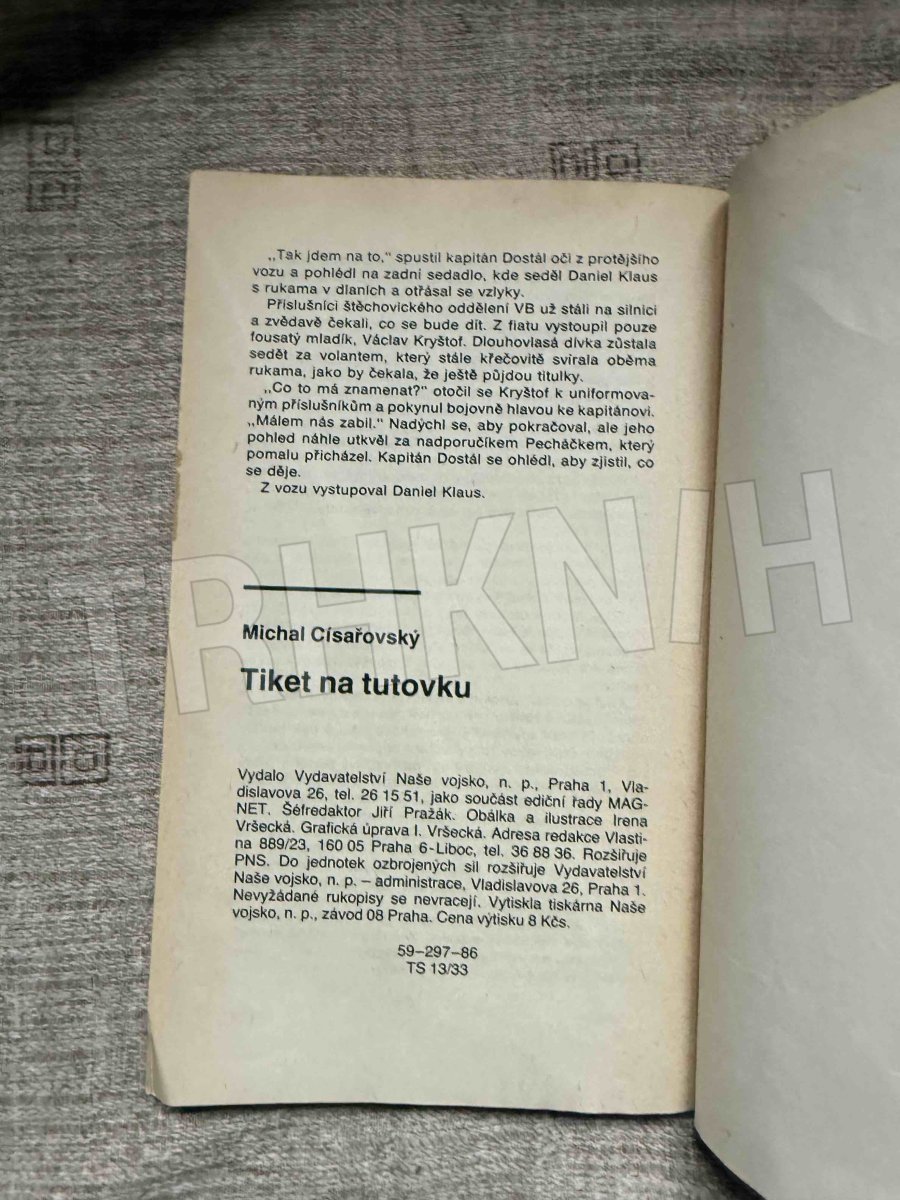 „Tak jdem na to,“ spustil kapitán Dostál oči z protějšího
vozu a pohlédl na zadní sedadlo, kde seděl Daniel Klaus
s rukama v dlaních a otřásal se vzlyky.
Příslušníci štěchovického oddělení VB už stáli na silnici
a zvědavě čekali, co se bude dít. Z fiatu vystoupil pouze
fousatý mladík, Václav Kryštof. Dlouhovlasá dívka zůstala
sedět za volantem, který stále křečovitě svírala oběma
rukama, jako by čekala, že ještě půjdou titulky.
„Co to má znamenat?“ otočil se Kryštof k uniformova-
ným příslušníkům a pokynul bojovně hlavou ke kapitánovi.
„Málem nás zabil.“ Nadýchl se, aby pokračoval, ale jeho
pohled náhle utkvěl za nadporučíkem Pecháčkem, který
pomalu přicházel. Kapitán Dostál se ohlédl, aby zjistil, co
se děje.
Z vozu vystupoval Daniel Klaus.
TRHKNIH
Michal Císařovský
Tiket na tutovku
Vydalo Vydavatelství Naše vojsko, n. p., Praha 1, Vla-
dislavova 26, tel. 26 15 51, jako součást ediční řady MAG-
NET. Šéfredaktor Jiří Pražák. Obálka a ilustrace Irena
Vršecká. Grafická úprava I. Vršecká. Adresa redakce Vlasti-
na 889/23, 160 05 Praha 6-Liboc, tel. 36 88 36. Rozšiřuje
PNS. Do jednotek ozbrojených sil rozšiřuje Vydavatelství
Naše vojsko, n. p. – administrace, Vladislavova 26, Praha 1.
Nevyžádané rukopisy se nevracejí. Vytiskla tiskárna Naše
vojsko, n. p., závod 08 Praha. Cena výtisku 8 Kčs.
59–297–86
TS 13/33